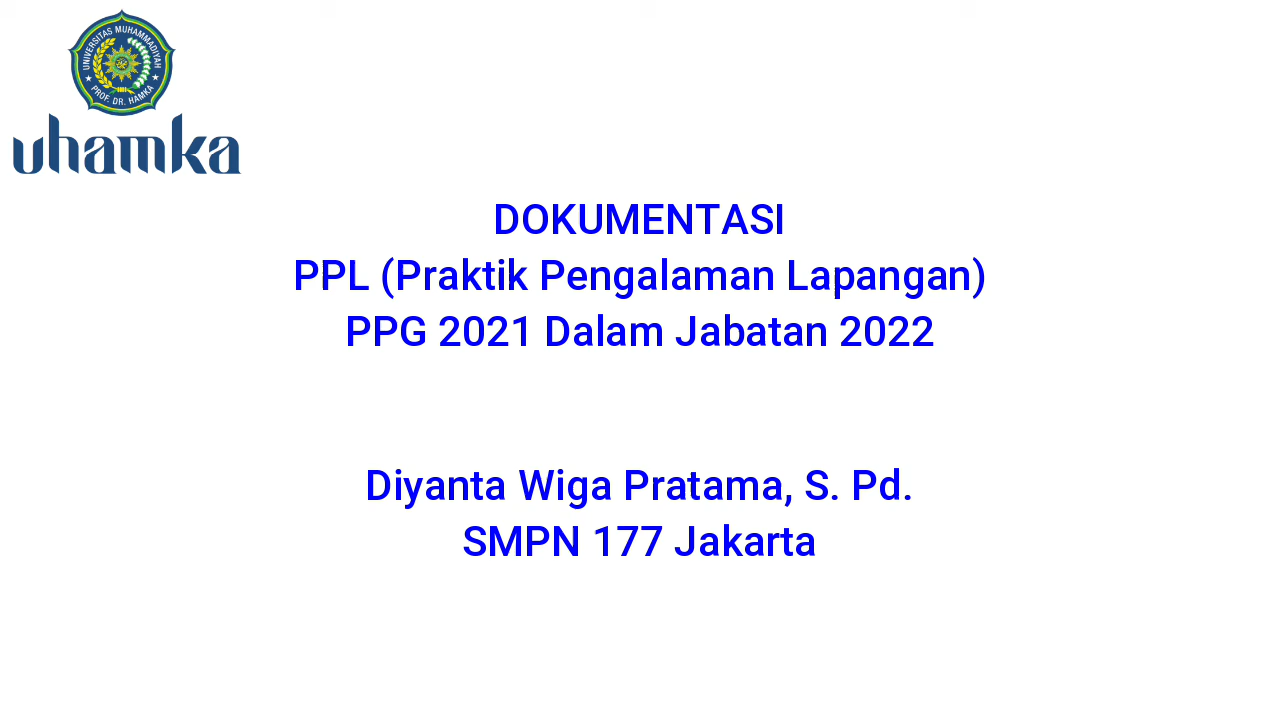 UNIVERSITAS MUHAMMADIYAH
PROF. DR. HAMKA
uhamka
DOKUMENTASI
PPL (Praktik Pengalaman Lapangan)
PPG 2021 Dalam Jabatan 2022
Diyanta Wiga Pratama, S. Pd.
SMPN 177 Jakarta